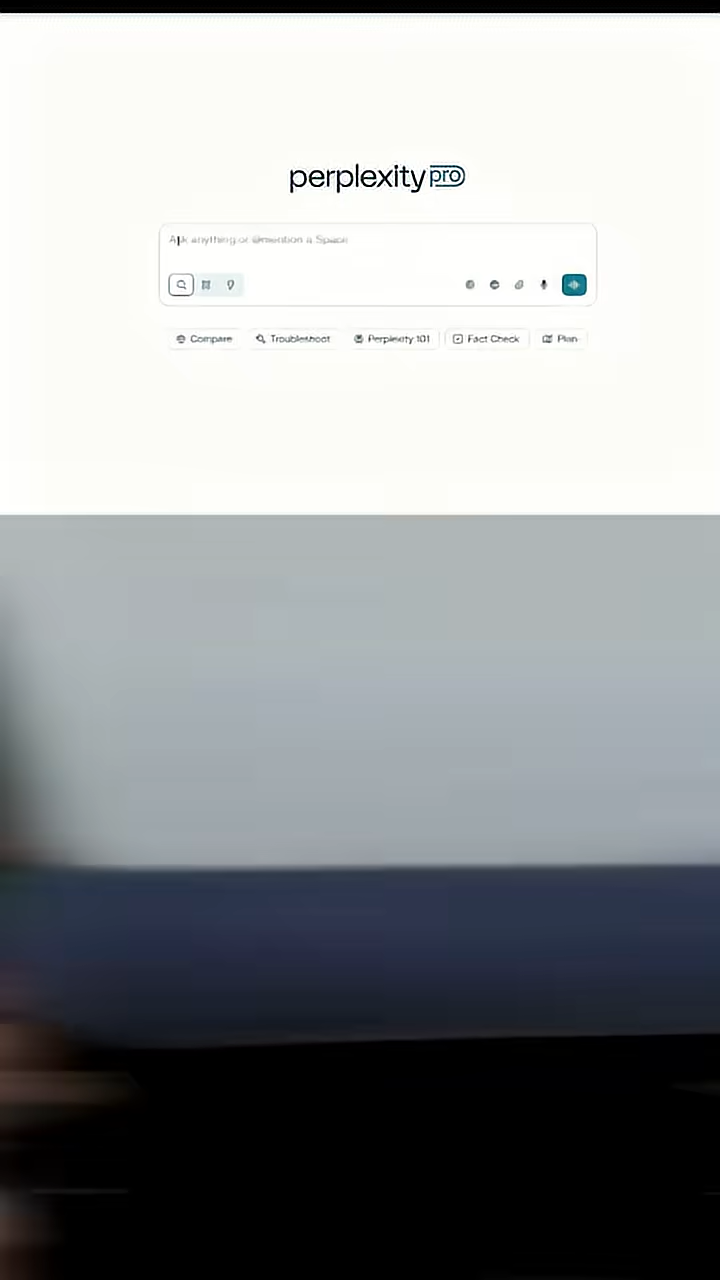 perplexity pro
Ask anything or @mention a Space
Compare Troubleshoot Perplexity 101 Fact Check Plan